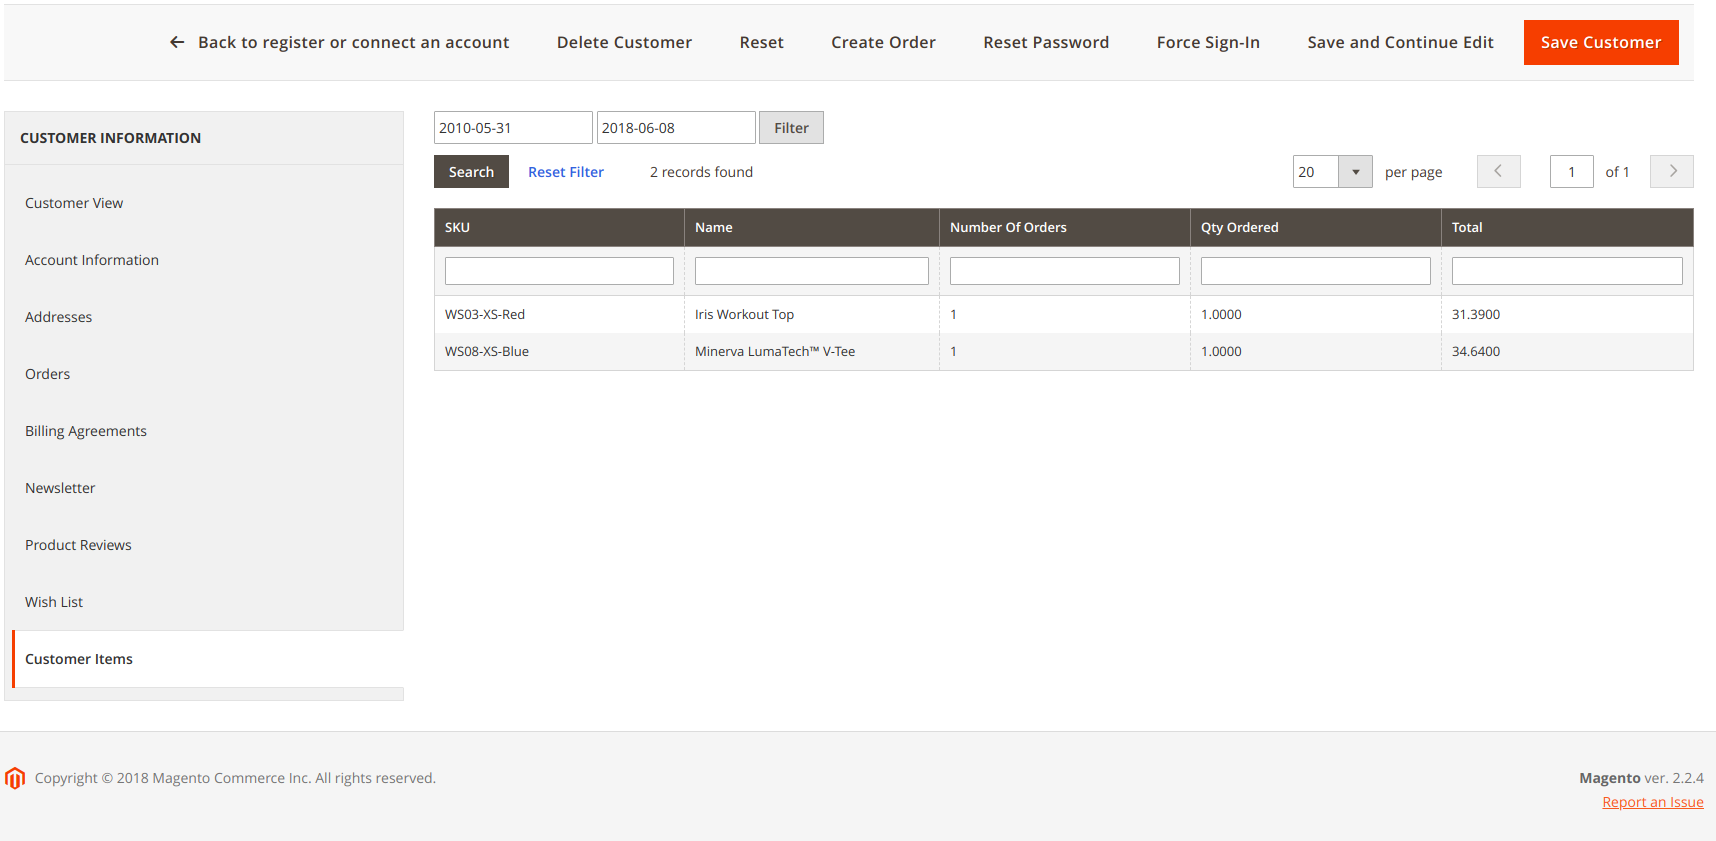 ← Back to register or connect an account Delete Customer Reset Create Order Reset Password Force Sign-In Save and Continue Edit Save Customer
CUSTOMER INFORMATION
Customer View
Account Information
Addresses
Orders
Billing Agreements
Newsletter
Product Reviews
Wish List
Customer Items
2010-05-31 2018-06-08 Filter
Search Reset Filter 2 records found 20 per page 1 of 1
SKU Name Number Of Orders Qty Ordered Total
WS03-XS-Red Iris Workout Top 1 1.0000 31.3900
WS08-XS-Blue Minerva LumaTech™ V-Tee 1 1.0000 34.6400
Copyright © 2018 Magento Commerce Inc. All rights reserved.
Magento ver. 2.2.4
Report an Issue